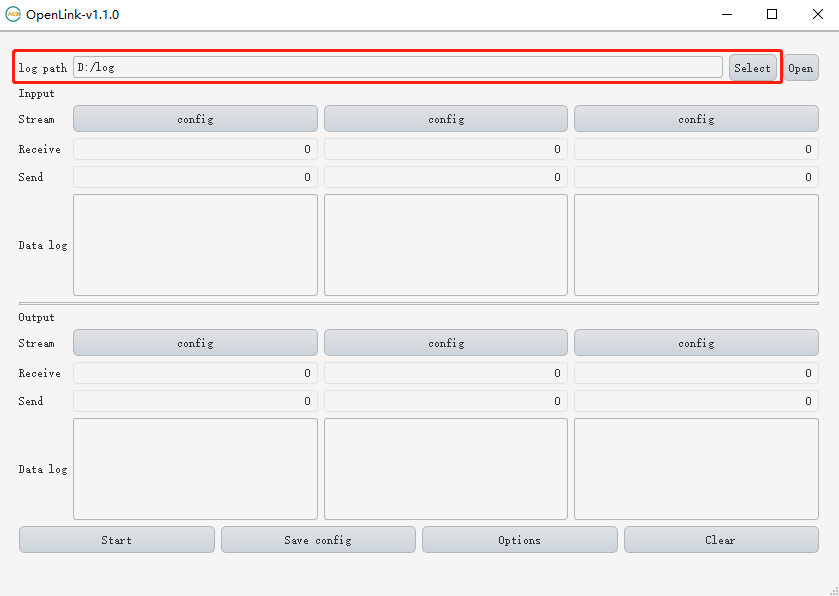 OpenLink-v1.1.0
log path D:/log Select Open
Inpput
Stream config config config
Receive 0 0 0
Send 0 0 0
Data log
Output
Stream config config config
Receive 0 0 0
Send 0 0 0
Data log
Start Save config Options Clear